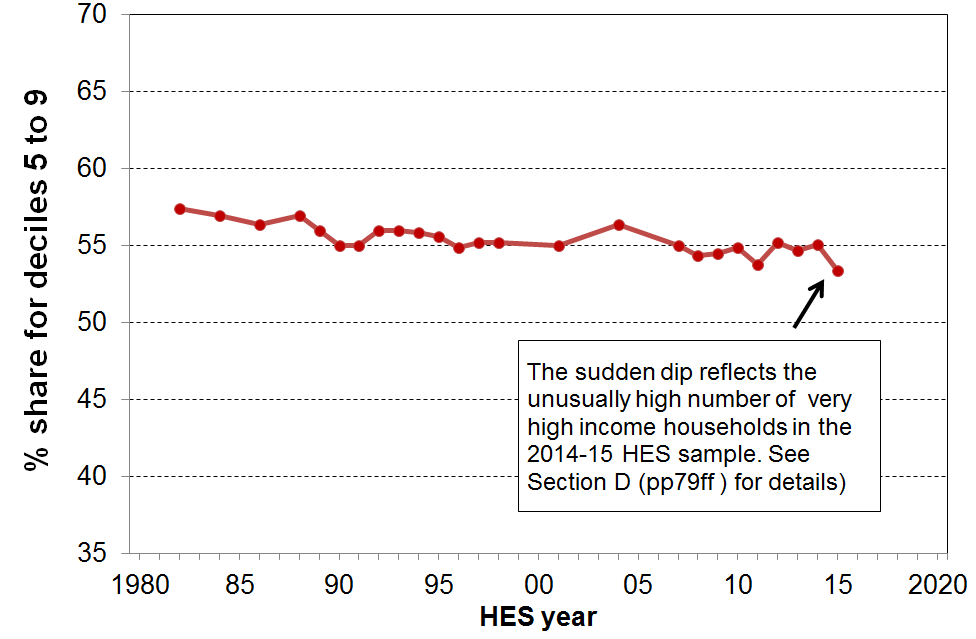 70
65
60
55
50
45
40
35
% share for deciles 5 to 9
The sudden dip reflects the
unusually high number of  very
high income households in the
2014-15 HES sample. See
Section D (pp79ff ) for details)
1980 85 90 95 00 05 10 15 2020
HES year